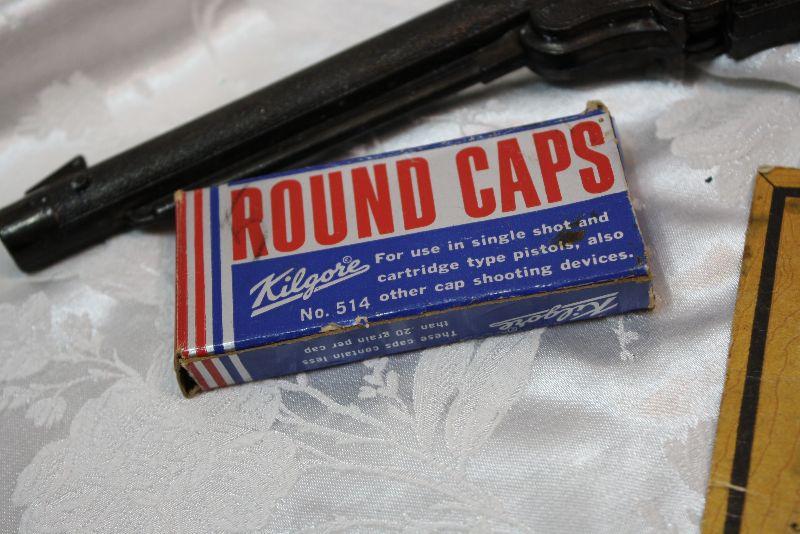 ROUND CAPS
Kilgore®
No. 514
For use in single shot and
cartridge type pistols, also
other cap shooting devices.
These caps contain less
than .20 grain per cap
Kilgore®